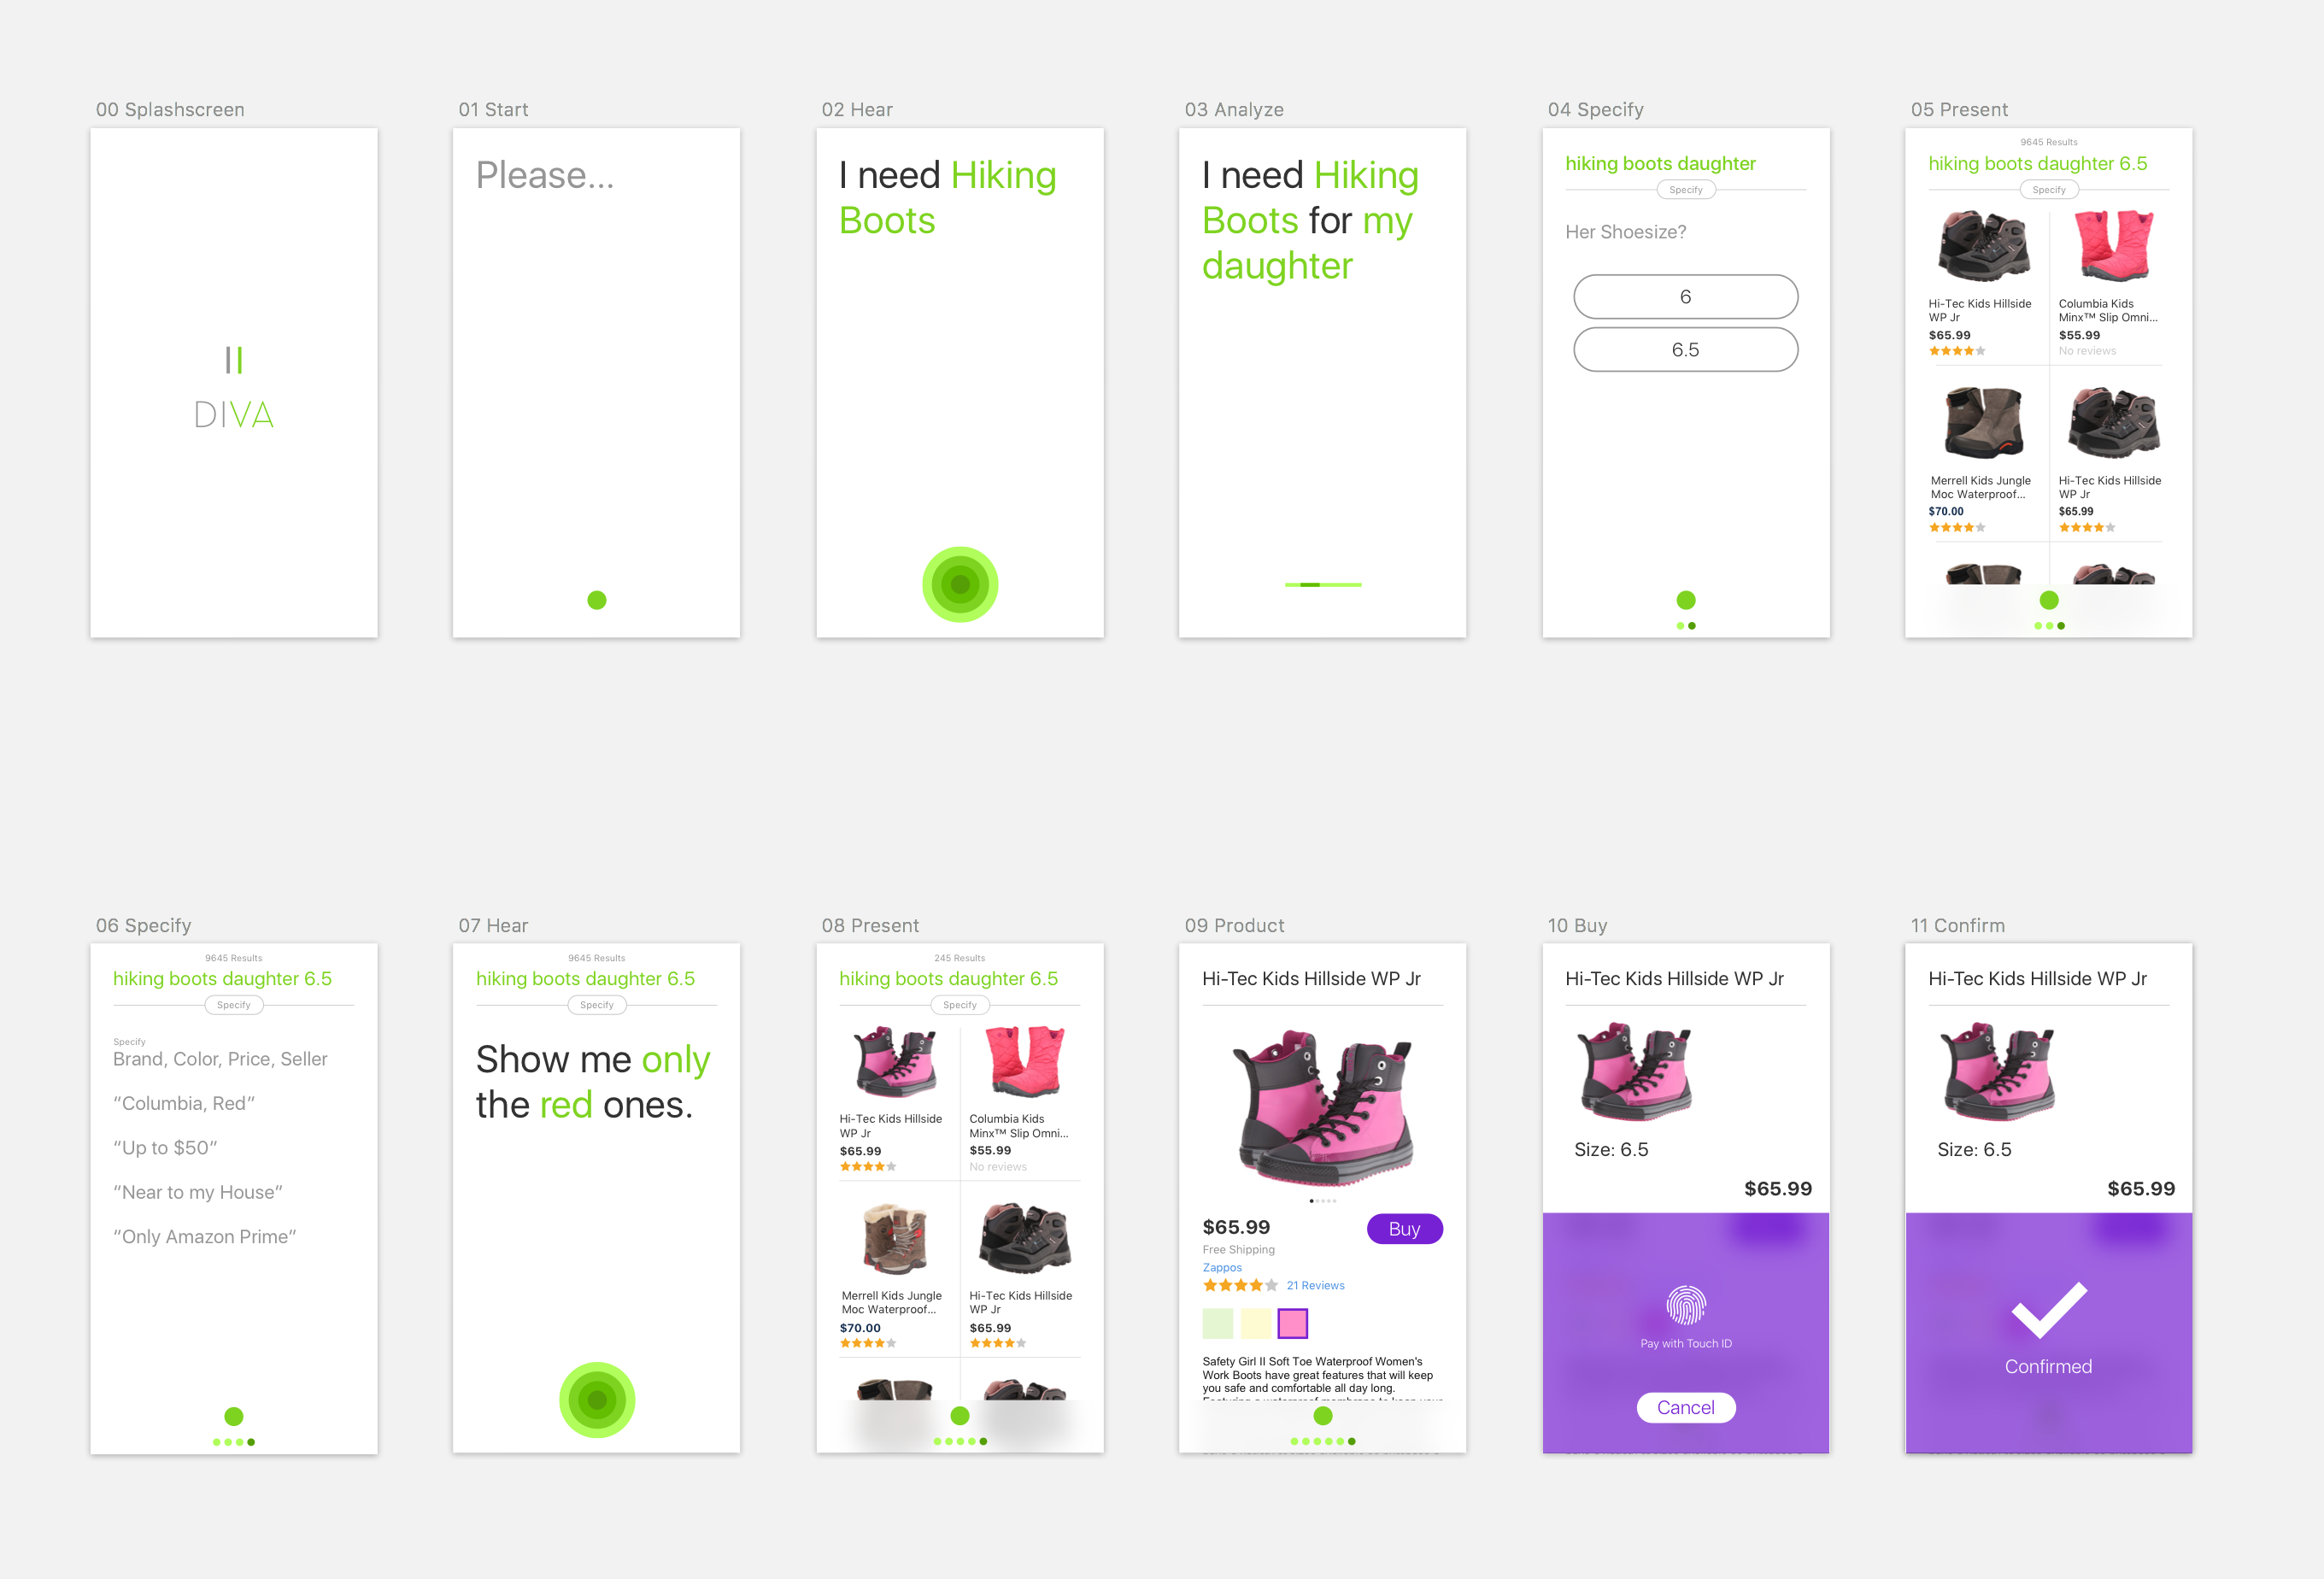 00 Splashscreen
DIVA
01 Start
Please...
02 Hear
I need Hiking
Boots
03 Analyze
I need Hiking
Boots for my
daughter
04 Specify
hiking boots daughter
Specify
Her Shoesize?
6
6.5
05 Present
9645 Results
hiking boots daughter 6.5
Specify
Hi-Tec Kids Hillside
WP Jr
$65.99
Columbia Kids
Minx™ Slip Omni...
$55.99
No reviews
Merrell Kids Jungle
Moc Waterproof...
$70.00
Hi-Tec Kids Hillside
WP Jr
$65.99
06 Specify
9645 Results
hiking boots daughter 6.5
Specify
Specify
Brand, Color, Price, Seller
“Columbia, Red”
“Up to $50”
“Near to my House”
“Only Amazon Prime”
07 Hear
9645 Results
hiking boots daughter 6.5
Specify
Show me only
the red ones.
08 Present
245 Results
hiking boots daughter 6.5
Specify
Hi-Tec Kids Hillside
WP Jr
$65.99
Columbia Kids
Minx™ Slip Omni...
$55.99
No reviews
Merrell Kids Jungle
Moc Waterproof...
$70.00
Hi-Tec Kids Hillside
WP Jr
$65.99
09 Product
Hi-Tec Kids Hillside WP Jr
$65.99
Buy
Free Shipping
Zappos
21 Reviews
Safety Girl II Soft Toe Waterproof Women's
Work Boots have great features that will keep
you safe and comfortable all day long.
10 Buy
Hi-Tec Kids Hillside WP Jr
Size: 6.5
$65.99
Pay with Touch ID
Cancel
11 Confirm
Hi-Tec Kids Hillside WP Jr
Size: 6.5
$65.99
Confirmed